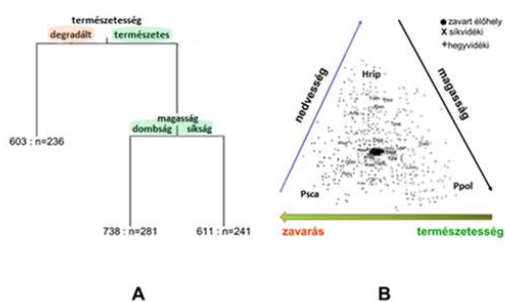 természetesség
degradált természetes
magasság
dombság síkság
603 : n=236
738 : n=281
611 : n=241
A
zavart élőhely
X síkvidéki
+hegyvidéki
nedvesség
magasság
Hrip
Psca
Ppol
zavarás
természetesség
B